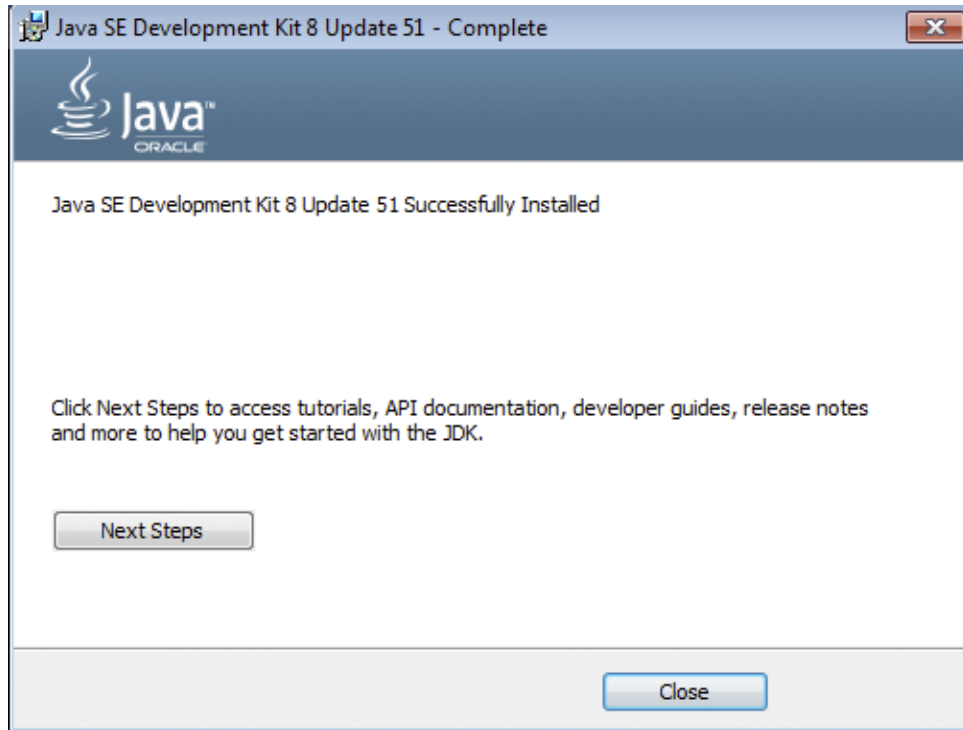 Java SE Development Kit 8 Update 51 - Complete
Java™
ORACLE
Java SE Development Kit 8 Update 51 Successfully Installed
Click Next Steps to access tutorials, API documentation, developer guides, release notes
and more to help you get started with the JDK.
Next Steps
Close